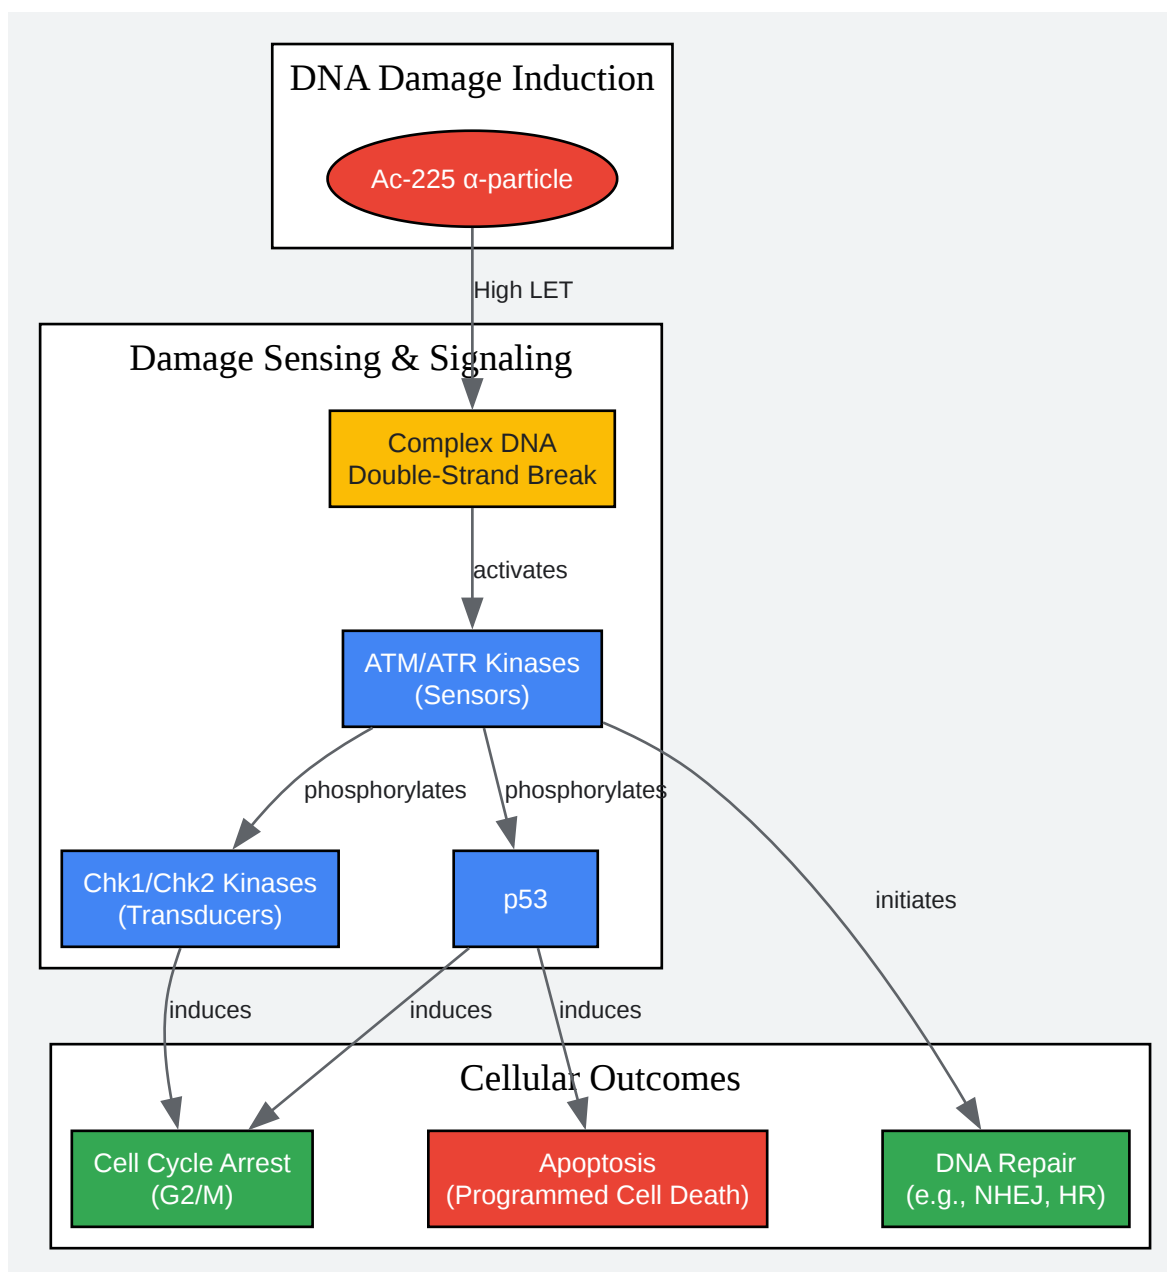 DNA Damage Induction
Ac-225 α-particle
High LET
Damage Sensing & Signaling
Complex DNA
Double-Strand Break
activates
ATM/ATR Kinases
(Sensors)
phosphorylates
phosphorylates
Chk1/Chk2 Kinases
(Transducers)
p53
initiates
induces
induces
induces
Cellular Outcomes
Cell Cycle Arrest
(G2/M)
Apoptosis
(Programmed Cell Death)
DNA Repair
(e.g., NHEJ, HR)